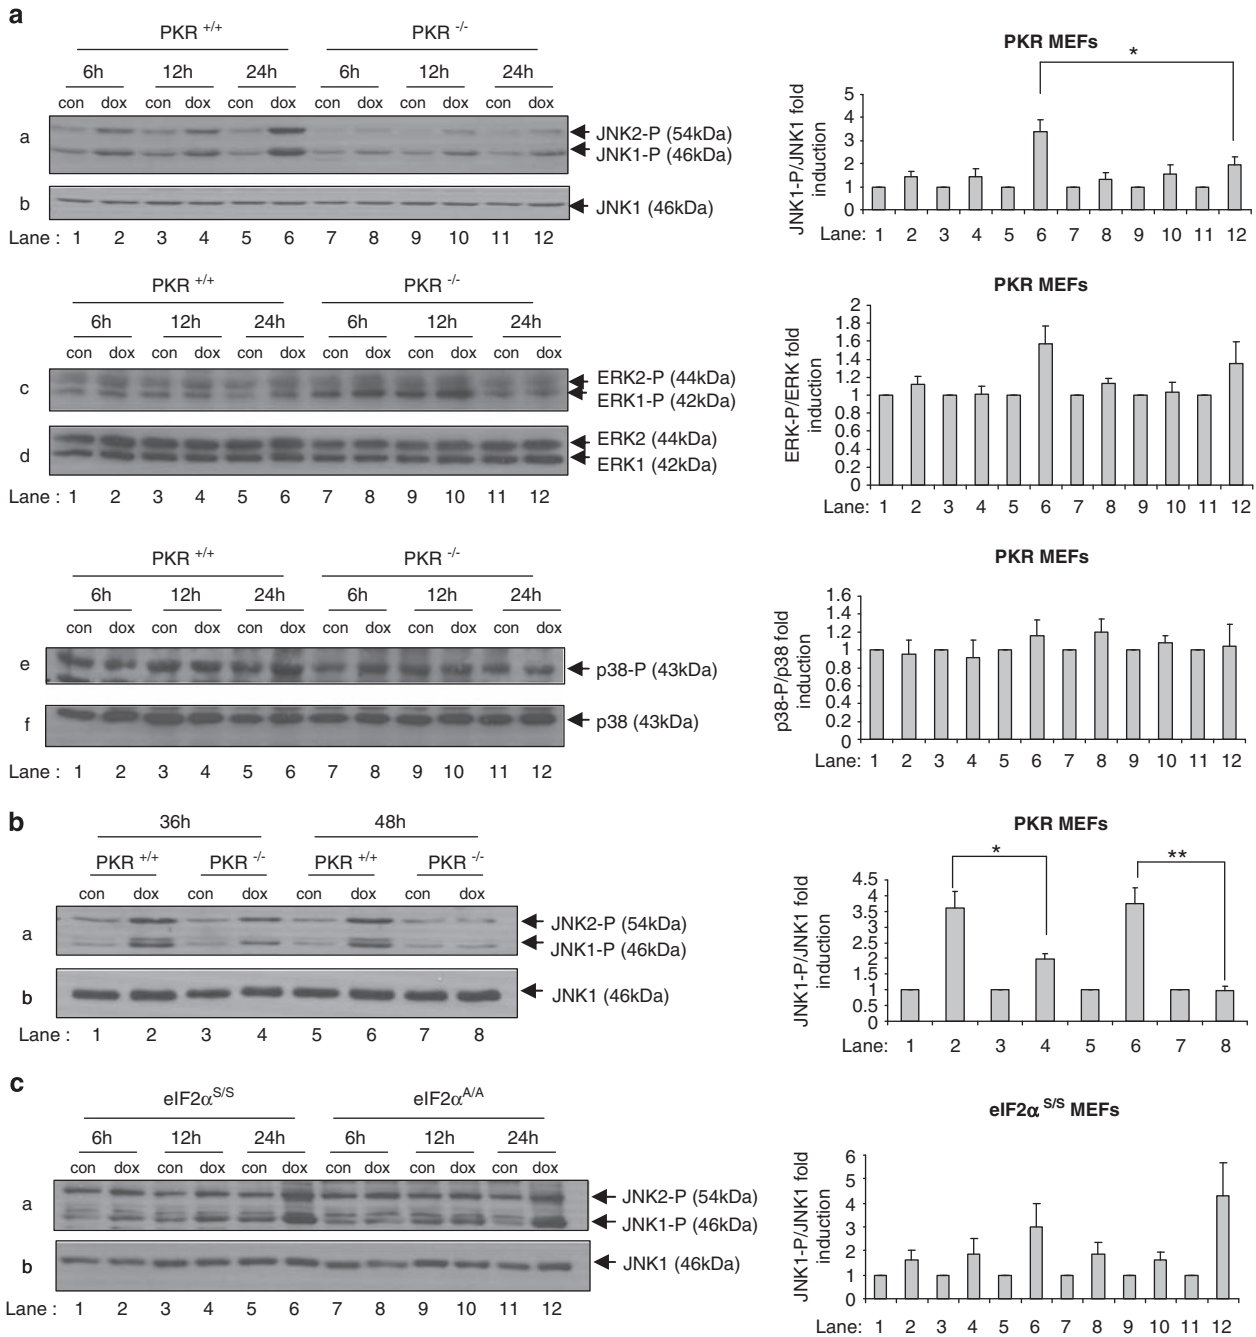 a
PKR +/+ PKR -/-
6h 12h 24h 6h 12h 24h
con dox con dox con dox con dox con dox con dox
a
JNK2-P (54kDa)
JNK1-P (46kDa)
b
JNK1 (46kDa)
Lane : 1 2 3 4 5 6 7 8 9 10 11 12
PKR MEFs
*
JNK1-P/JNK1 fold
induction
5
4
3
2
1
0
Lane: 1 2 3 4 5 6 7 8 9 10 11 12
PKR +/+ PKR -/-
6h 12h 24h 6h 12h 24h
con dox con dox con dox con dox con dox con dox
c
ERK2-P (44kDa)
ERK1-P (42kDa)
d
ERK2 (44kDa)
ERK1 (42kDa)
Lane : 1 2 3 4 5 6 7 8 9 10 11 12
PKR MEFs
ERK-P/ERK fold
induction
2
1.8
1.6
1.4
1.2
1
0.8
0.6
0.4
0.2
0
Lane: 1 2 3 4 5 6 7 8 9 10 11 12
PKR +/+ PKR -/-
6h 12h 24h 6h 12h 24h
con dox con dox con dox con dox con dox con dox
e
p38-P (43kDa)
f
p38 (43kDa)
Lane : 1 2 3 4 5 6 7 8 9 10 11 12
PKR MEFs
p38-P/p38 fold
induction
1.6
1.4
1.2
1
0.8
0.6
0.4
0.2
0
Lane: 1 2 3 4 5 6 7 8 9 10 11 12
b
36h 48h
PKR +/+ PKR -/- PKR +/+ PKR -/-
con dox con dox con dox con dox
a
JNK2-P (54kDa)
JNK1-P (46kDa)
b
JNK1 (46kDa)
Lane : 1 2 3 4 5 6 7 8
PKR MEFs
* **
JNK1-P/JNK1 fold
induction
4.5
4
3.5
3
2.5
2
1.5
1
0.5
0
Lane: 1 2 3 4 5 6 7 8
c
eIF2α S/S eIF2α A/A
6h 12h 24h 6h 12h 24h
con dox con dox con dox con dox con dox con dox
a
JNK2-P (54kDa)
JNK1-P (46kDa)
b
JNK1 (46kDa)
Lane : 1 2 3 4 5 6 7 8 9 10 11 12
eIF2α S/S MEFs
JNK1-P/JNK1 fold
induction
6
5
4
3
2
1
0
Lane: 1 2 3 4 5 6 7 8 9 10 11 12